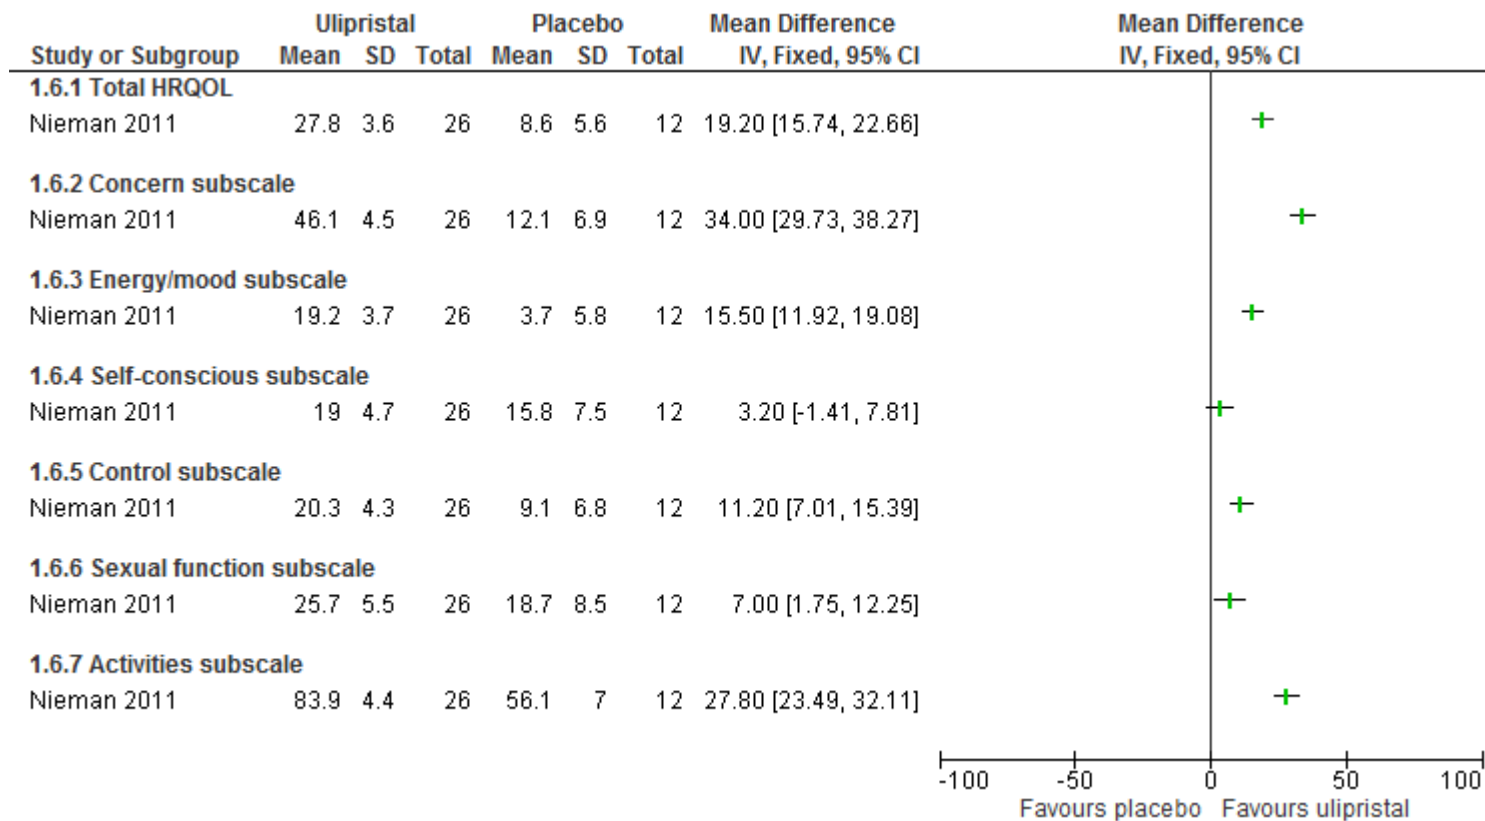 Ulipristal Placebo Mean Difference Mean Difference
Study or Subgroup Mean SD Total Mean SD Total IV, Fixed, 95% CI IV, Fixed, 95% CI
1.6.1 Total HRQOL
Nieman 2011 27.8 3.6 26 8.6 5.6 12 19.20 [15.74, 22.66]
1.6.2 Concern subscale
Nieman 2011 46.1 4.5 26 12.1 6.9 12 34.00 [29.73, 38.27]
1.6.3 Energy/mood subscale
Nieman 2011 19.2 3.7 26 3.7 5.8 12 15.50 [11.92, 19.08]
1.6.4 Self-conscious subscale
Nieman 2011 19 4.7 26 15.8 7.5 12 3.20 [-1.41, 7.81]
1.6.5 Control subscale
Nieman 2011 20.3 4.3 26 9.1 6.8 12 11.20 [7.01, 15.39]
1.6.6 Sexual function subscale
Nieman 2011 25.7 5.5 26 18.7 8.5 12 7.00 [1.75, 12.25]
1.6.7 Activities subscale
Nieman 2011 83.9 4.4 26 56.1 7 12 27.80 [23.49, 32.11]
-100 -50 0 50 100
Favours placebo Favours ulipristal